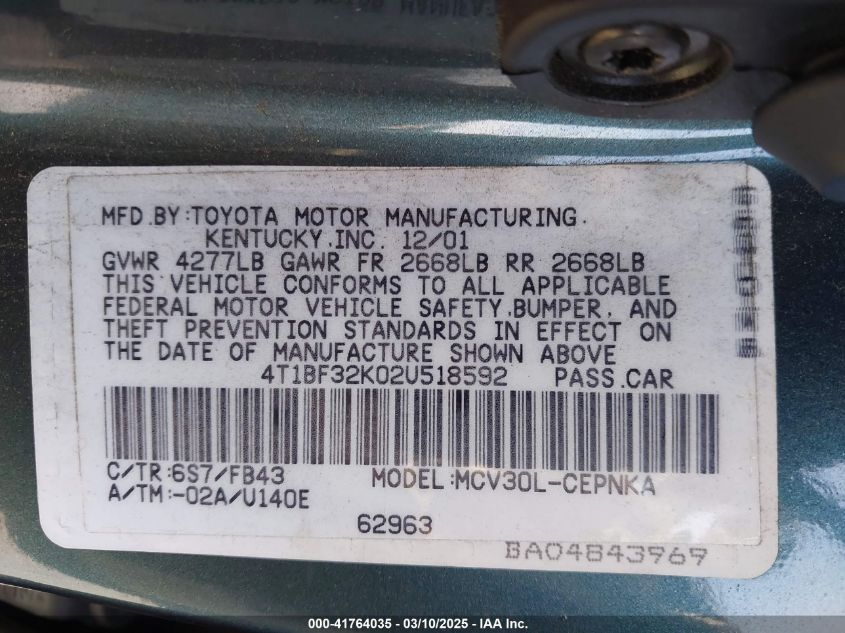 MFD.BY:TOYOTA MOTOR MANUFACTURING.
KENTUCKY.INC. 12/01
GVWR 4277LB GAWR FR 2668LB RR 2668LB
THIS VEHICLE CONFORMS TO ALL APPLICABLE
FEDERAL MOTOR VEHICLE SAFETY.BUMPER, AND
THEFT PREVENTION STANDARDS IN EFFECT ON
THE DATE OF MANUFACTURE SHOWN ABOVE
4T1BF32K02U518592 PASS.CAR
C/TR:6S7/FB43 MODEL:MCV30L-CEPNKA
A/TM:-02A/U140E
62963
BA04843969
000-41764035 - 03/10/2025 - IAA Inc.